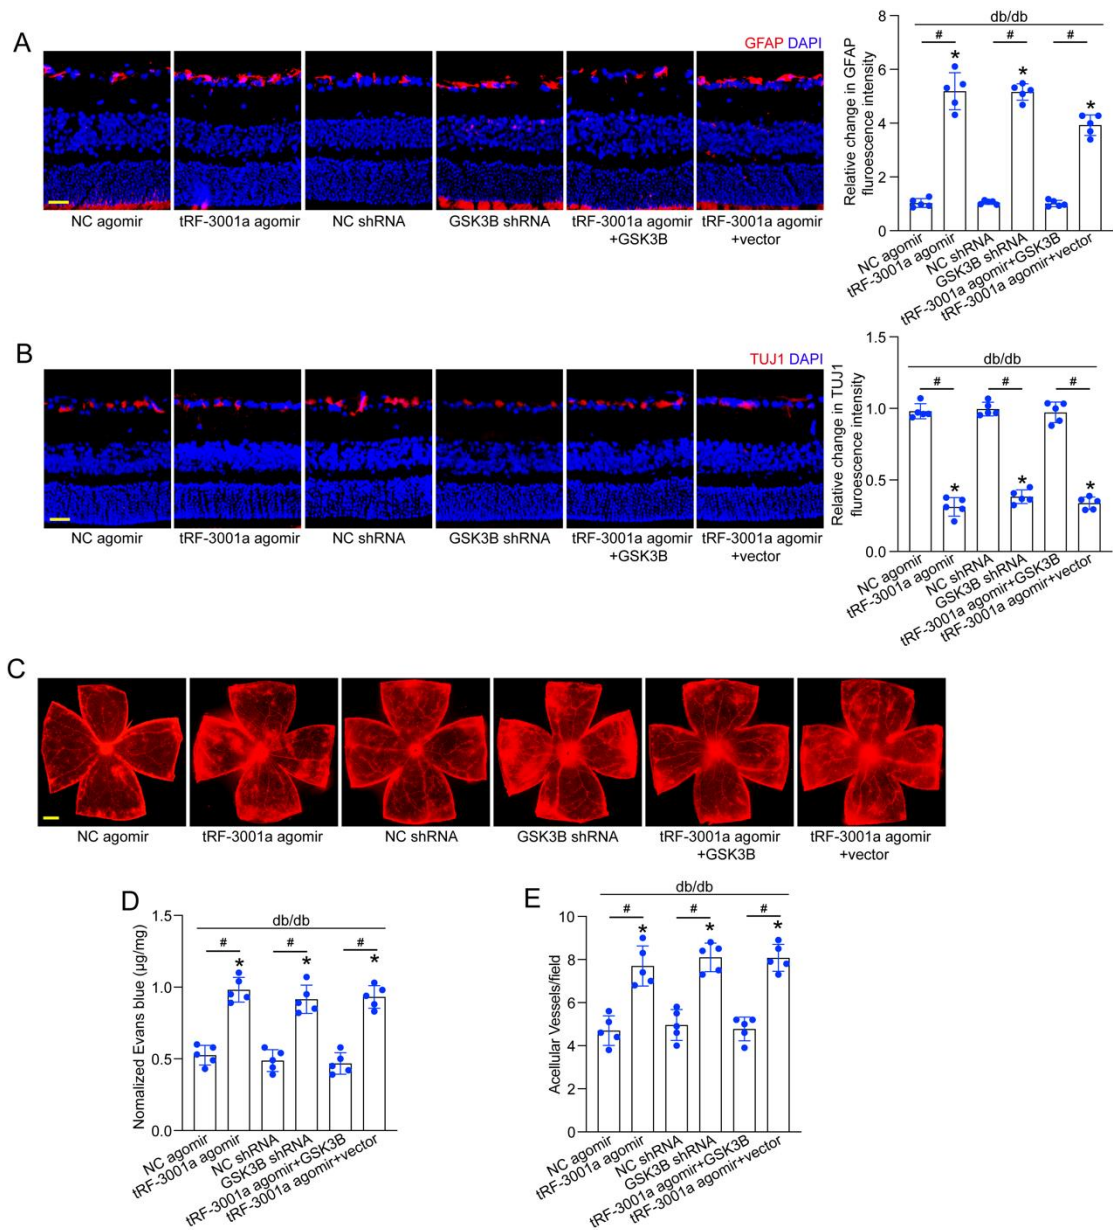 A
GFAP DAPI
NC agomir
tRF-3001a agomir
NC shRNA
GSK3B shRNA
tRF-3001a agomir
+GSK3B
tRF-3001a agomir
+vector
Relative change in GFAP
fluroescence intensity
8
6
4
2
0
db/db
#
#
#
*
*
*
NC agomir
tRF-3001a agomir
NC shRNA
GSK3B shRNA
tRF-3001a agomir+GSK3B
tRF-3001a agomir+vector
B
TUJ1 DAPI
NC agomir
tRF-3001a agomir
NC shRNA
GSK3B shRNA
tRF-3001a agomir
+GSK3B
tRF-3001a agomir
+vector
Relative change in TUJ1
fluroescence intensity
1.5
1.0
0.5
0.0
db/db
#
#
#
*
*
*
NC agomir
tRF-3001a agomir
NC shRNA
GSK3B shRNA
tRF-3001a agomir+GSK3B
tRF-3001a agomir+vector
C
NC agomir
tRF-3001a agomir
NC shRNA
GSK3B shRNA
tRF-3001a agomir
+GSK3B
tRF-3001a agomir
+vector
D
Nomalized Evans blue (μg/mg)
1.5
1.0
0.5
0.0
db/db
#
#
#
*
*
*
NC agomir
tRF-3001a agomir
NC shRNA
GSK3B shRNA
tRF-3001a agomir+GSK3B
tRF-3001a agomir+vector
E
Acellular Vessels/field
10
8
6
4
2
0
db/db
#
#
#
*
*
*
NC agomir
tRF-3001a agomir
NC shRNA
GSK3B shRNA
tRF-3001a agomir+GSK3B
tRF-3001a agomir+vector